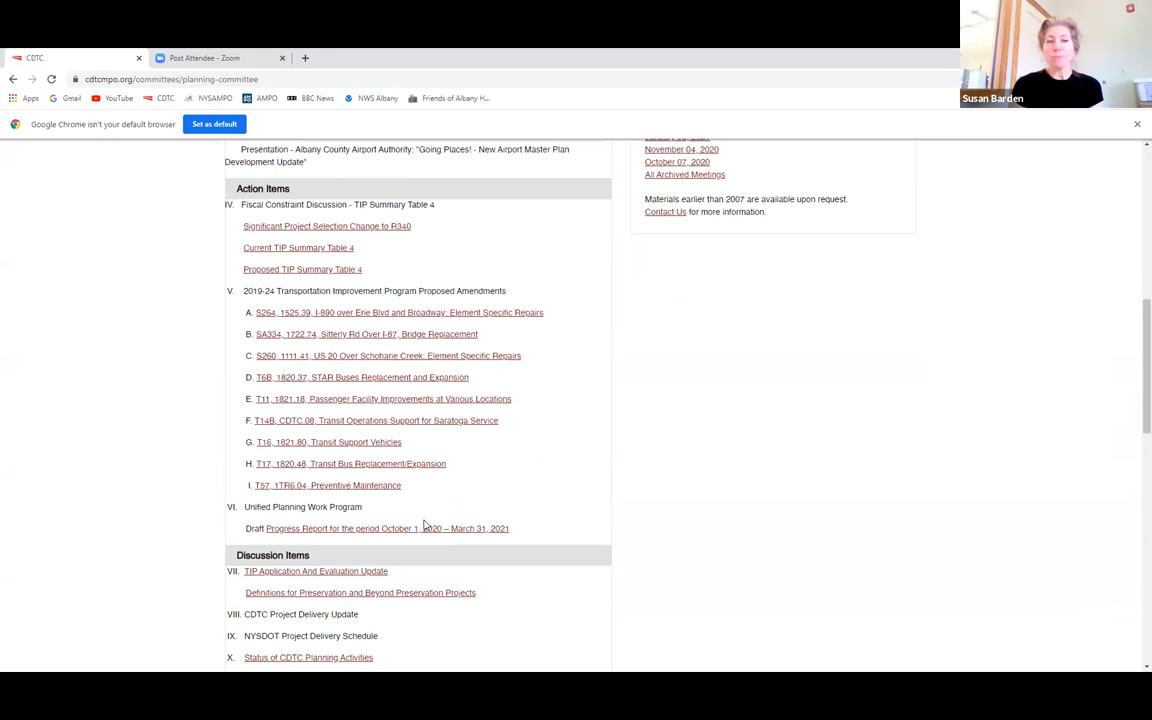 CDTC
Post Attendee - Zoom
cdtcmpo.org/committees/planning-committee
Apps
Gmail
YouTube
CDTC
NYSAMPO
AMPO
BBC News
NWS Albany
Friends of Albany H...
Susan Barden
Google Chrome isn't your default browser
Set as default
Presentation - Albany County Airport Authority: "Going Places! - New Airport Master Plan
Development Update"
November 04, 2020
October 07, 2020
All Archived Meetings
Materials earlier than 2007 are available upon request.
Contact Us for more information.
Action Items
IV. Fiscal Constraint Discussion - TIP Summary Table 4
Significant Project Selection Change to R340
Current TIP Summary Table 4
Proposed TIP Summary Table 4
V. 2019-24 Transportation Improvement Program Proposed Amendments
A. S264, 1525.39, I-890 over Erie Blvd and Broadway: Element Specific Repairs
B. SA334, 1722.74, Sitterly Rd Over I-87, Bridge Replacement
C. S260, 1111.41, US 20 Over Schoharie Creek: Element Specific Repairs
D. T6B, 1820.37, STAR Buses Replacement and Expansion
E. T11, 1821.18, Passenger Facility Improvements at Various Locations
F. T14B, CDTC.08, Transit Operations Support for Saratoga Service
G. T16, 1821.80, Transit Support Vehicles
H. T17, 1820.48, Transit Bus Replacement/Expansion
I. T57, 1TR6.04, Preventive Maintenance
VI. Unified Planning Work Program
Draft Progress Report for the period October 1, 2020 – March 31, 2021
Discussion Items
VII. TIP Application And Evaluation Update
Definitions for Preservation and Beyond Preservation Projects
VIII. CDTC Project Delivery Update
IX. NYSDOT Project Delivery Schedule
X. Status of CDTC Planning Activities